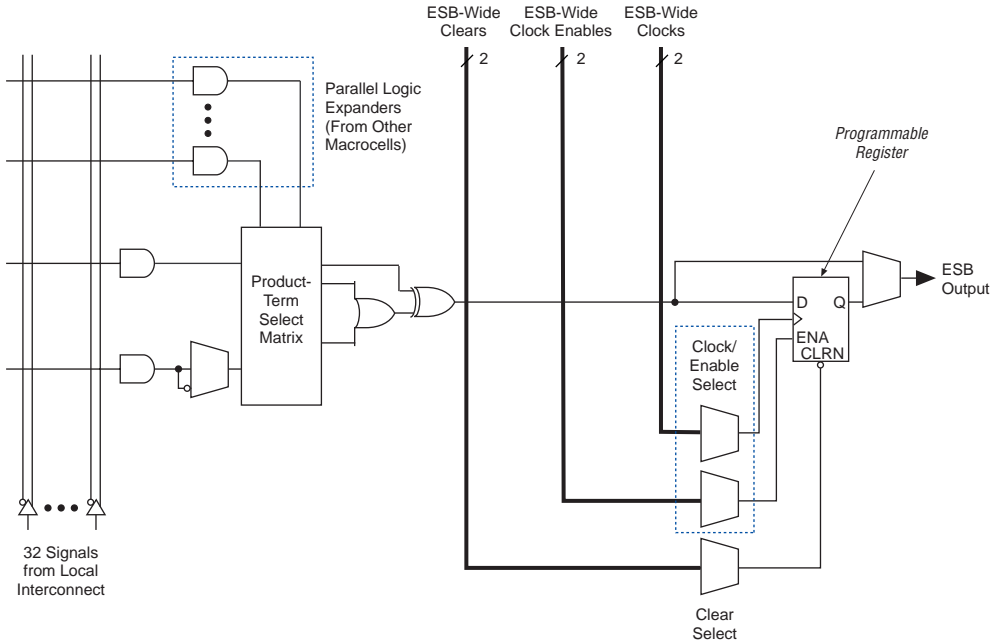 ESB-Wide
Clears
ESB-Wide
Clock Enables
ESB-Wide
Clocks
2
2
2
Parallel Logic
Expanders
(From Other
Macrocells)
Programmable
Register
Product-
Term
Select
Matrix
ESB
Output
D
Q
ENA
CLRN
Clock/
Enable
Select
32 Signals
from Local
Interconnect
Clear
Select